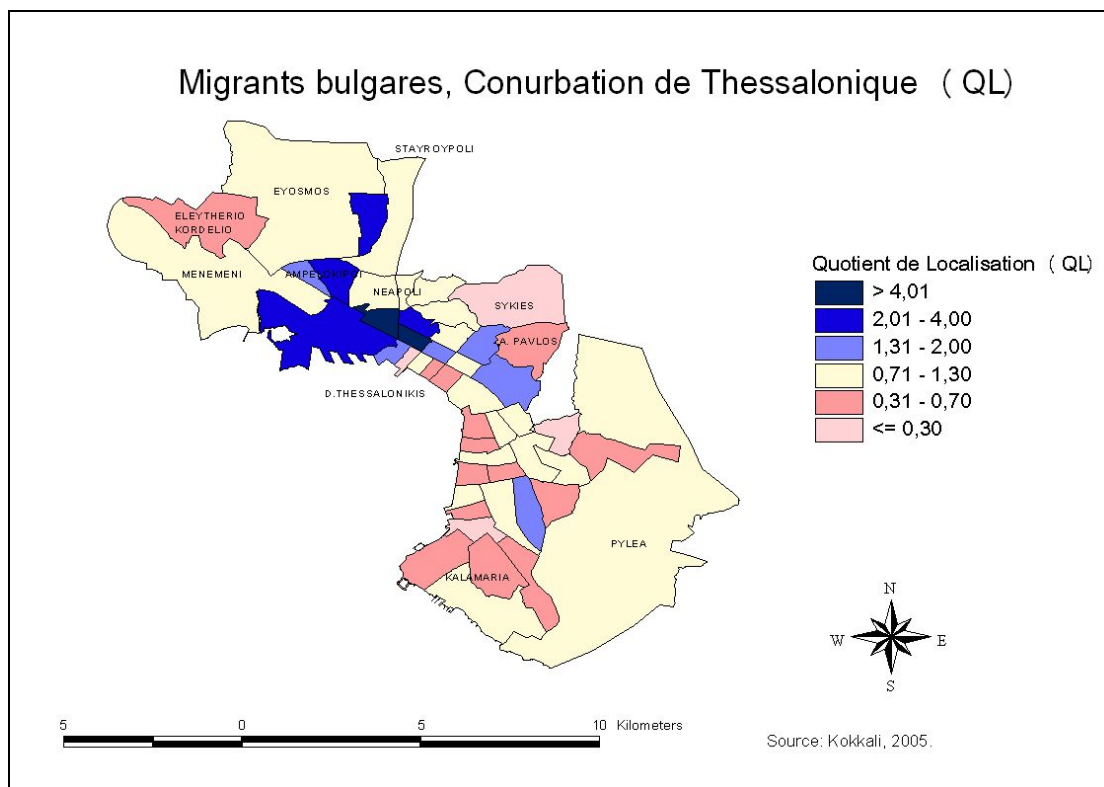 Migrants bulgares, Conurbation de Thessalonique ( QL)
STAYROYPOLI
EYOSMOS
ELEYTHERIO
KORDELIO
MENEMENI
AMPELOKIPOI
NEAPOLI
SYKIES
A. PAVLOS
D.THESSALONIKIS
PYLEA
KALAMARIA
Quotient de Localisation ( QL)
> 4,01
2,01 - 4,00
1,31 - 2,00
0,71 - 1,30
0,31 - 0,70
<= 0,30
N
W E
S
5 0 5 10 Kilometers
Source: Kokkali, 2005.